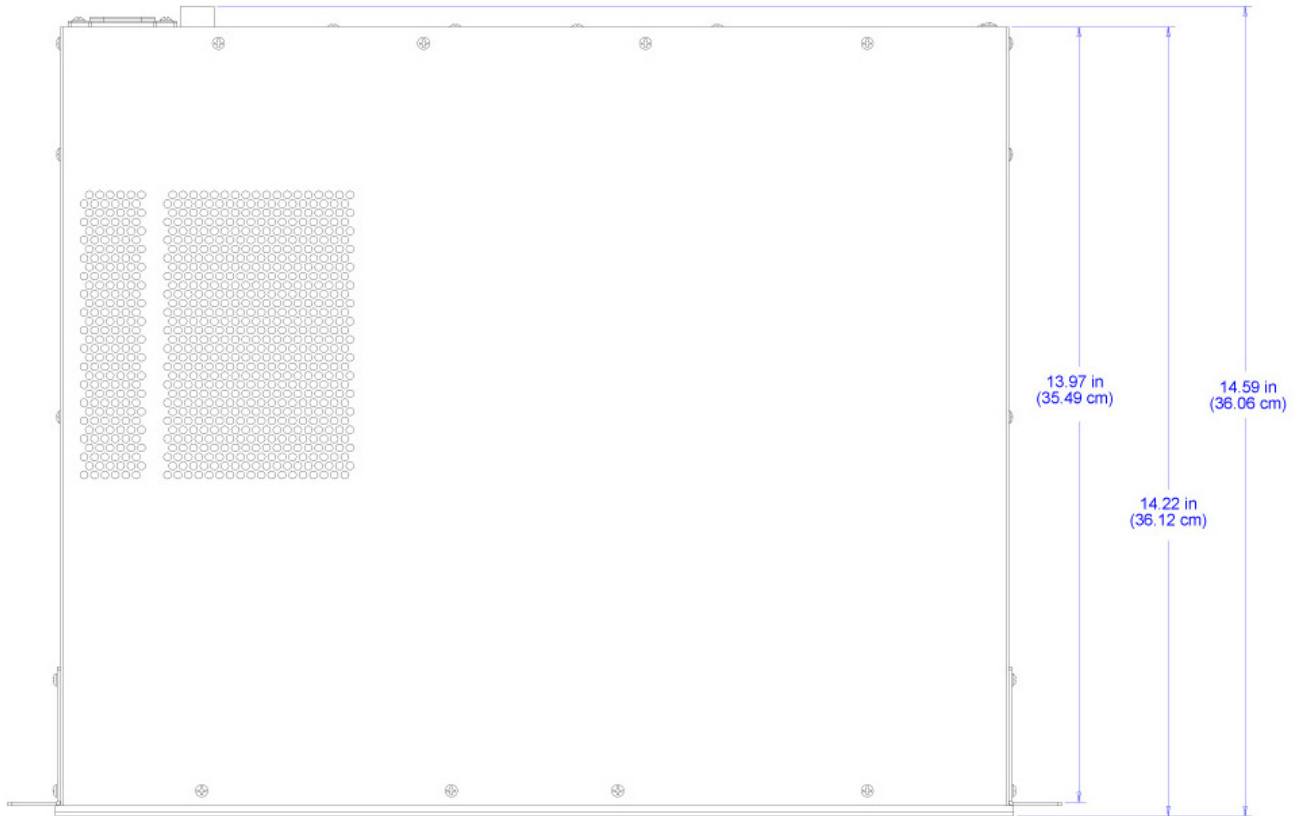 13.97 in
(35.49 cm)
14.59 in
(36.06 cm)
14.22 in
(36.12 cm)